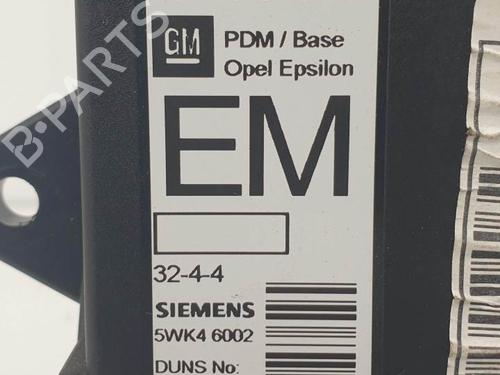 GM
PDM / Base
Opel Epsilon
EM
32-4-4
SIEMENS
5WK4 6002
DUNS No:
B-PARTS